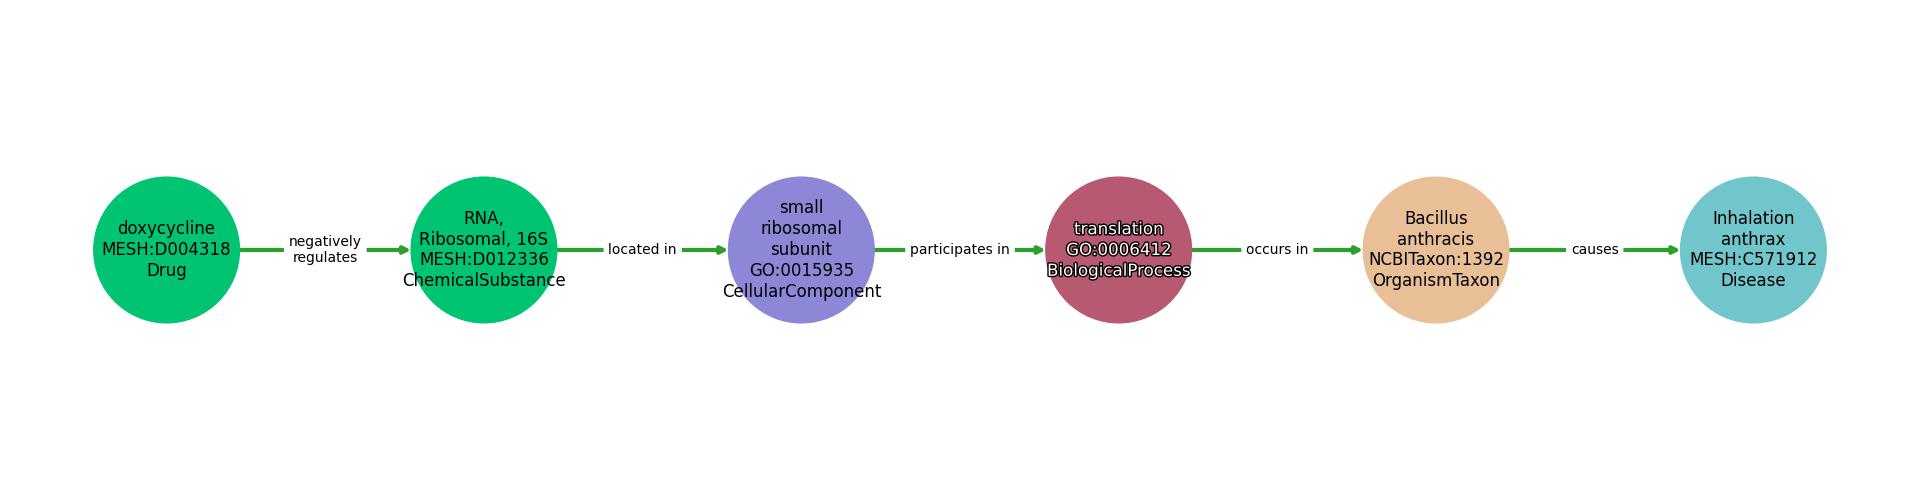 doxycycline
MESH:D004318
Drug
negatively
regulates
RNA,
Ribosomal, 16S
MESH:D012336
ChemicalSubstance
located in
small
ribosomal
subunit
GO:0015935
CellularComponent
participates in
translation
GO:0006412
BiologicalProcess
occurs in
Bacillus
anthracis
NCBITaxon:1392
OrganismTaxon
causes
Inhalation
anthrax
MESH:C571912
Disease